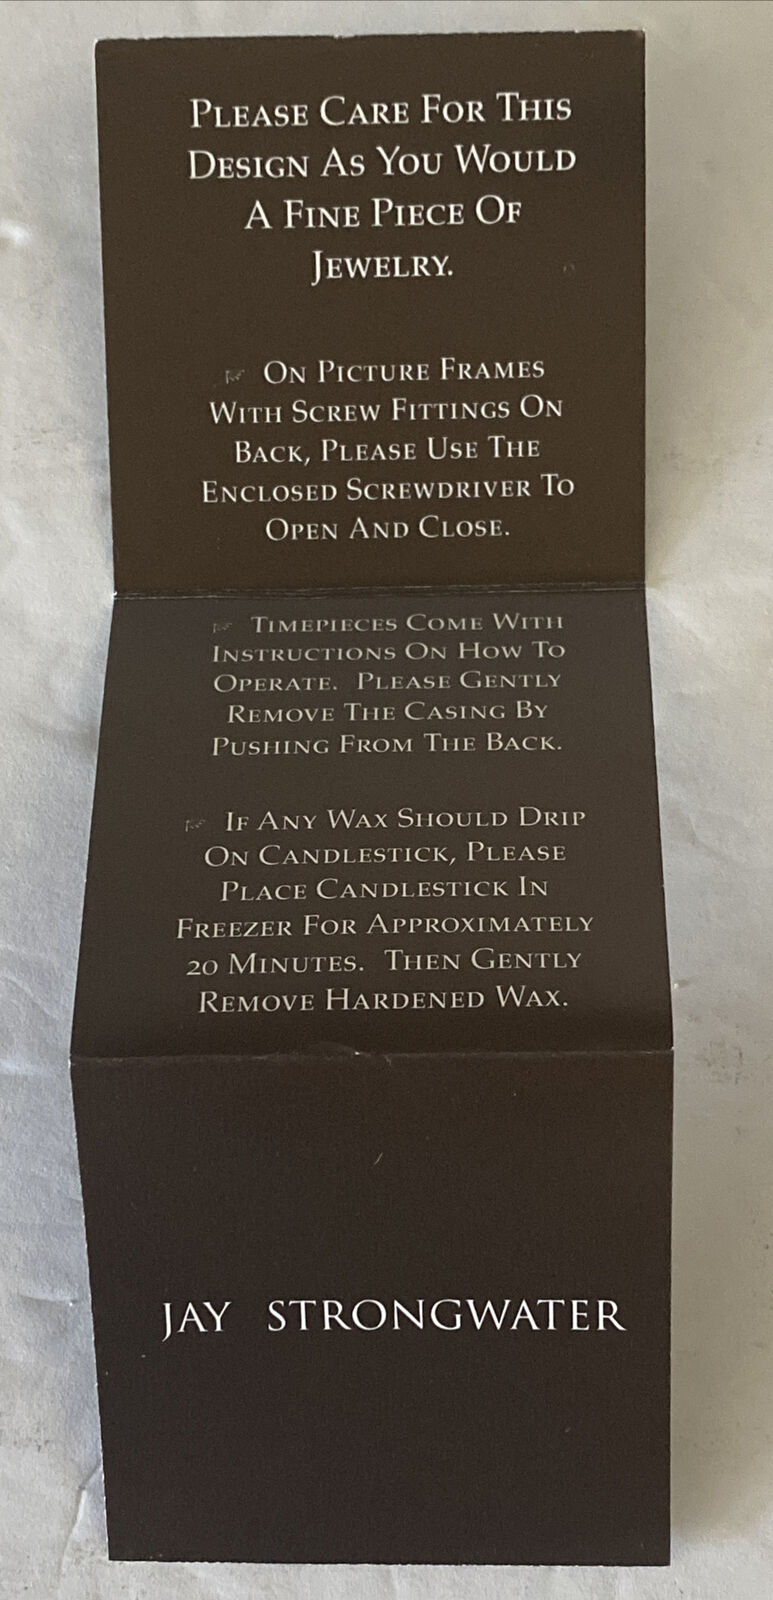 Please Care For This
Design As You Would
A Fine Piece Of
Jewelry.
On Picture Frames
With Screw Fittings On
Back, Please Use The
Enclosed Screwdriver To
Open And Close.
Timepieces Come With
Instructions On How To
Operate. Please Gently
Remove The Casing By
Pushing From The Back.
If Any Wax Should Drip
On Candlestick, Please
Place Candlestick In
Freezer For Approximately
20 Minutes. Then Gently
Remove Hardened Wax.
JAY STRONGWATER